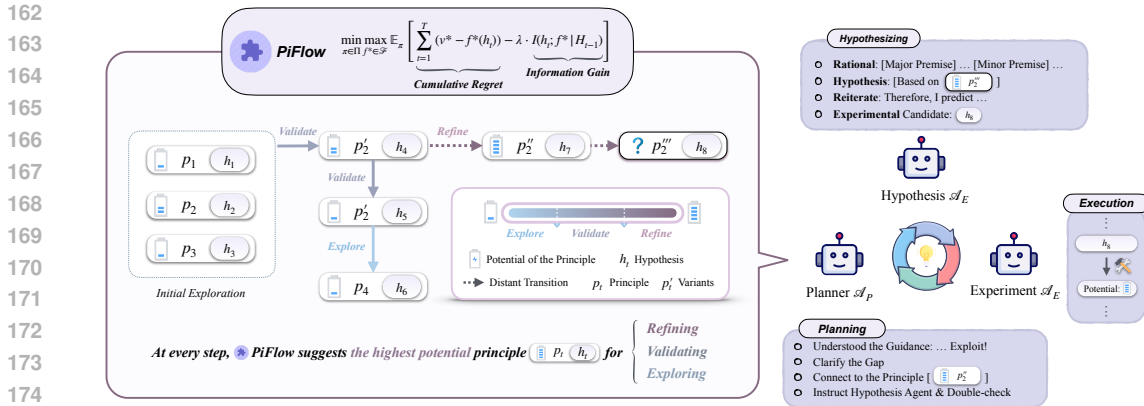 162
163
164
165
166
167
168
169
170
171
172
173
174
PiFlow
min max 𝔼π [ ∑ (v* − f*(h_t)) − λ · I(h_t; f* | H_{t−1}) ]
π∈Π f*∈ℱ
T
t=1
Cumulative Regret
Information Gain
p₁ h₁
p₂ h₂
p₃ h₃
Initial Exploration
Validate
p₂′ h₄
Refine
p₂″ h₇
? p₂‴ h₈
Validate
p₂′ h₅
Explore
p₄ h₆
Explore Validate Refine
Potential of the Principle
h_t Hypothesis
Distant Transition
p_t Principle
p_t′ Variants
At every step, PiFlow suggests the highest potential principle p_t h_t for
Refining
Validating
Exploring
Hypothesizing
Rational: [Major Premise] … [Minor Premise] …
Hypothesis: [Based on p₂‴ ]
Reiterate: Therefore, I predict …
Experimental Candidate: h₈
Hypothesis 𝒜_E
Planner 𝒜_P
Experiment 𝒜_E
Execution
⋮
h₈
Potential:
⋮
Planning
Understood the Guidance: … Exploit!
Clarify the Gap
Connect to the Principle [ p₂″ ]
Instruct Hypothesis Agent & Double-check